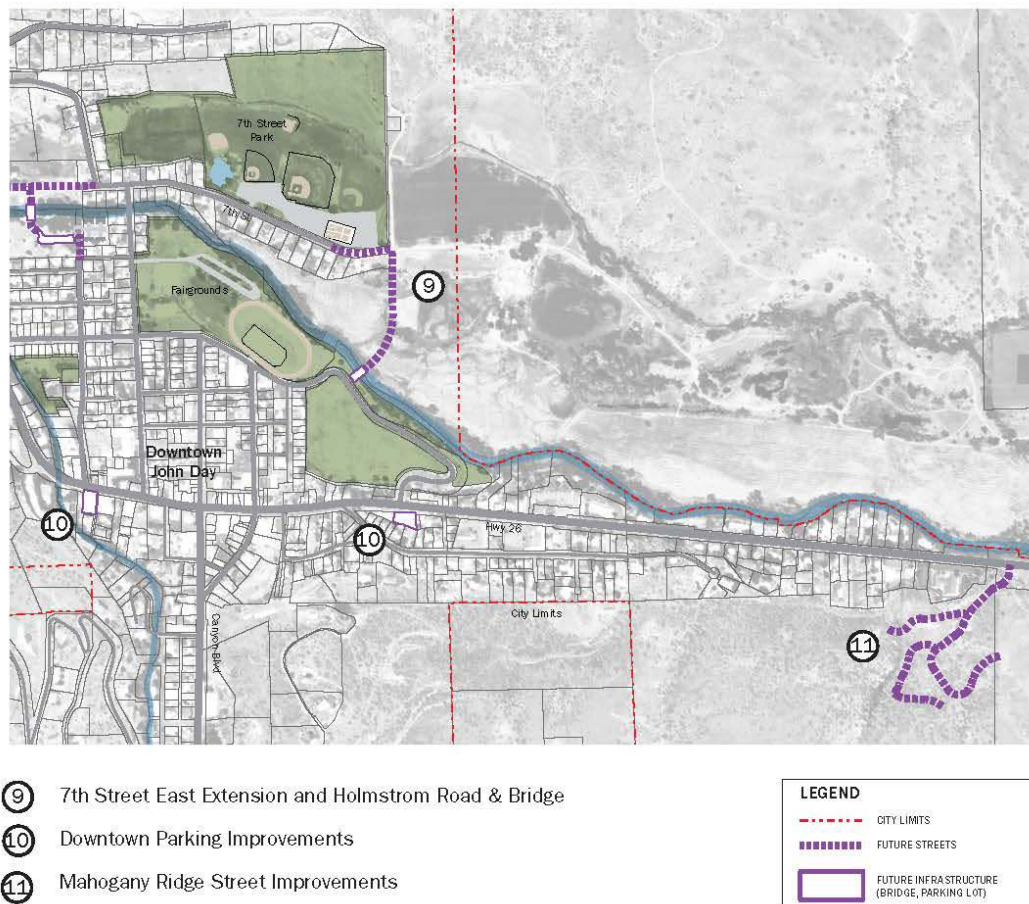 7th Street
Park
7th St
9
Fairgrounds
Downtown
John Day
10
10
Hwy 26
City Limits
Canyon Blvd
11
9 7th Street East Extension and Holmstrom Road & Bridge
10 Downtown Parking Improvements
11 Mahogany Ridge Street Improvements
LEGEND
CITY LIMITS
FUTURE STREETS
FUTURE INFRASTRUCTURE
(BRIDGE, PARKING LOT)